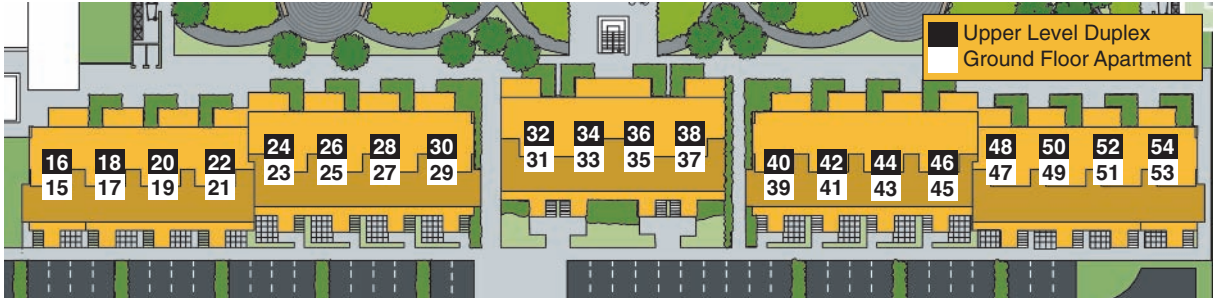 Upper Level Duplex
Ground Floor Apartment
16 18 20 22
15 17 19 21
24 26 28 30
23 25 27 29
32 34 36 38
31 33 35 37
40 42 44 46
39 41 43 45
48 50 52 54
47 49 51 53